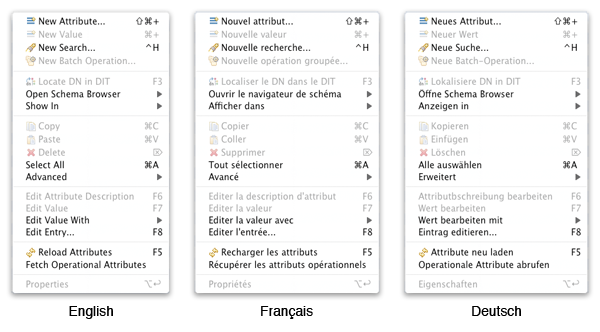 New Attribute... ⇧⌘+
New Value ⌘+
New Search... ^H
New Batch Operation...
Locate DN in DIT F3
Open Schema Browser ▶
Show In ▶
Copy ⌘C
Paste ⌘V
Delete ⌦
Select All ⌘A
Advanced ▶
Edit Attribute Description F6
Edit Value F7
Edit Value With ▶
Edit Entry... F8
Reload Attributes F5
Fetch Operational Attributes
Properties ⌥↩
English
Nouvel attribut... ⇧⌘+
Nouvelle valeur ⌘+
Nouvelle recherche... ^H
Nouvelle opération groupée...
Localiser le DN dans le DIT F3
Ouvrir le navigateur de schéma ▶
Afficher dans ▶
Copier ⌘C
Coller ⌘V
Supprimer ⌦
Tout sélectionner ⌘A
Avancé ▶
Editer la description d'attribut F6
Editer la valeur F7
Editer la valeur avec ▶
Editer l'entrée... F8
Recharger les attributs F5
Récupérer les attributs opérationnels
Propriétés ⌥↩
Français
Neues Attribut... ⇧⌘+
Neuer Wert ⌘+
Neue Suche... ^H
Neue Batch-Operation...
Lokalisiere DN in DIT F3
Öffne Schema Browser ▶
Anzeigen in ▶
Kopieren ⌘C
Einfügen ⌘V
Löschen ⌦
Alle auswählen ⌘A
Erweitert ▶
Attributbschreibung bearbeiten F6
Wert bearbeiten F7
Wert bearbeiten mit ▶
Eintrag editieren... F8
Attribute neu laden F5
Operationale Attribute abrufen
Eigenschaften ⌥↩
Deutsch